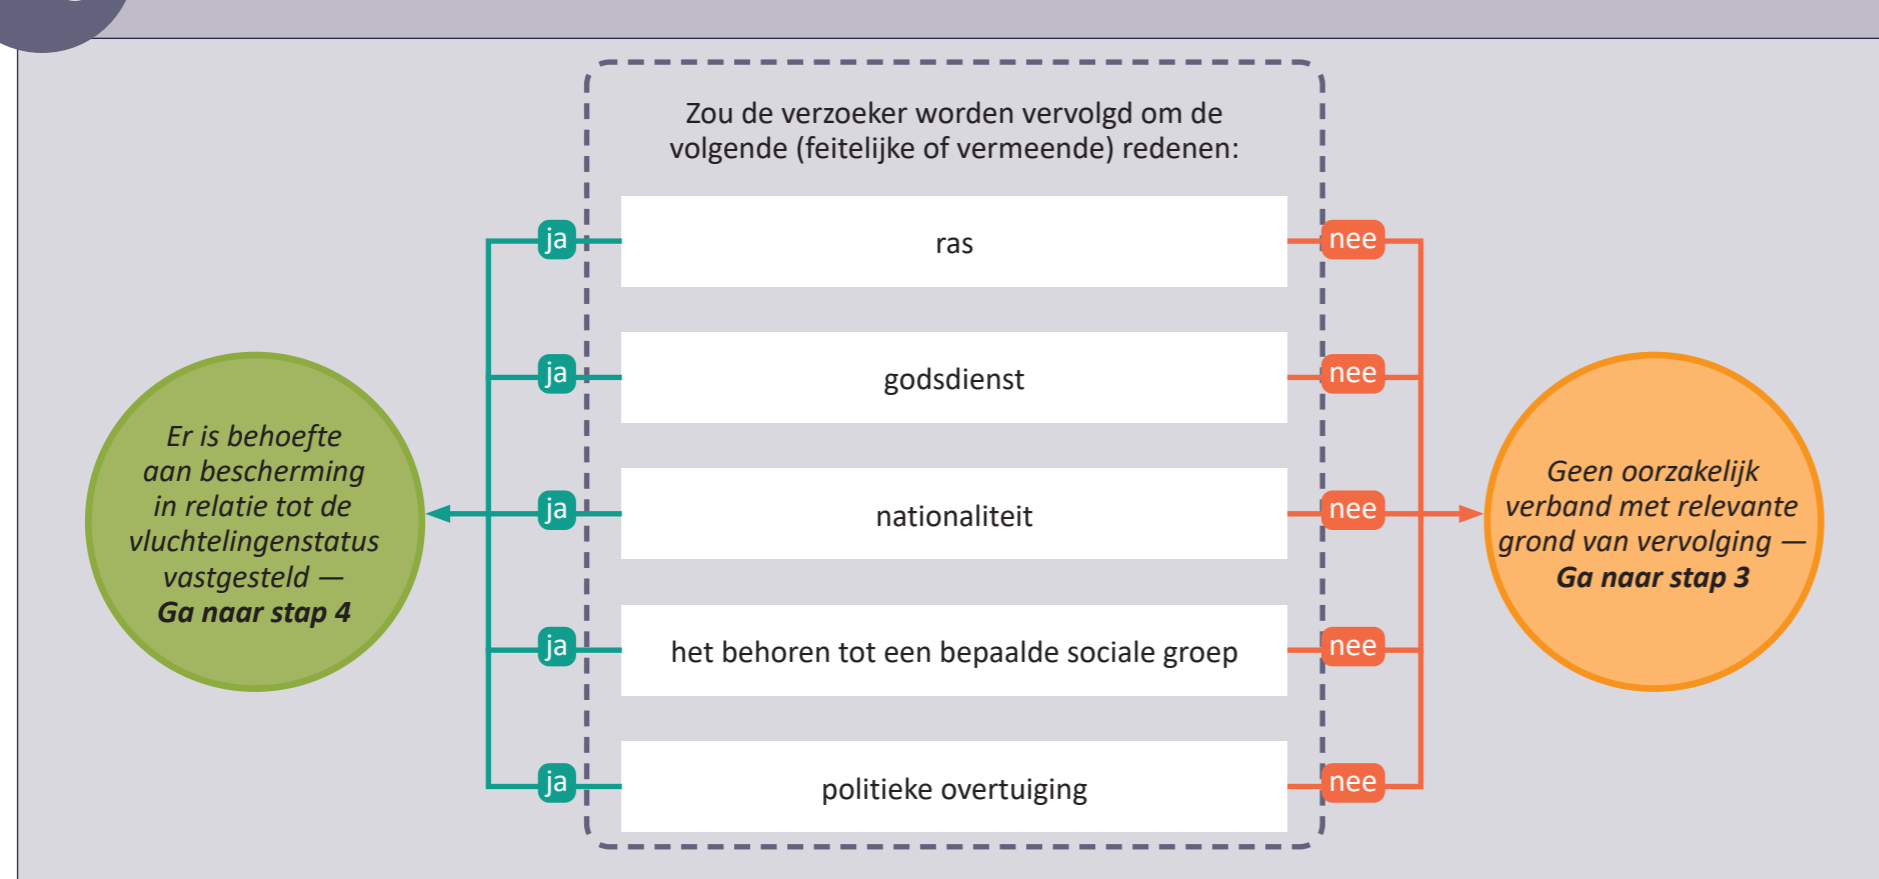 Zou de verzoeker worden vervolgd om de
volgende (feitelijke of vermeende) redenen:
ja
ras
nee
ja
godsdienst
nee
Er is behoefte
aan bescherming
in relatie tot de
vluchtelingenstatus
vastgesteld —
Ga naar stap 4
ja
nationaliteit
nee
Geen oorzakelijk
verband met relevante
grond van vervolging —
Ga naar stap 3
ja
het behoren tot een bepaalde sociale groep
nee
ja
politieke overtuiging
nee